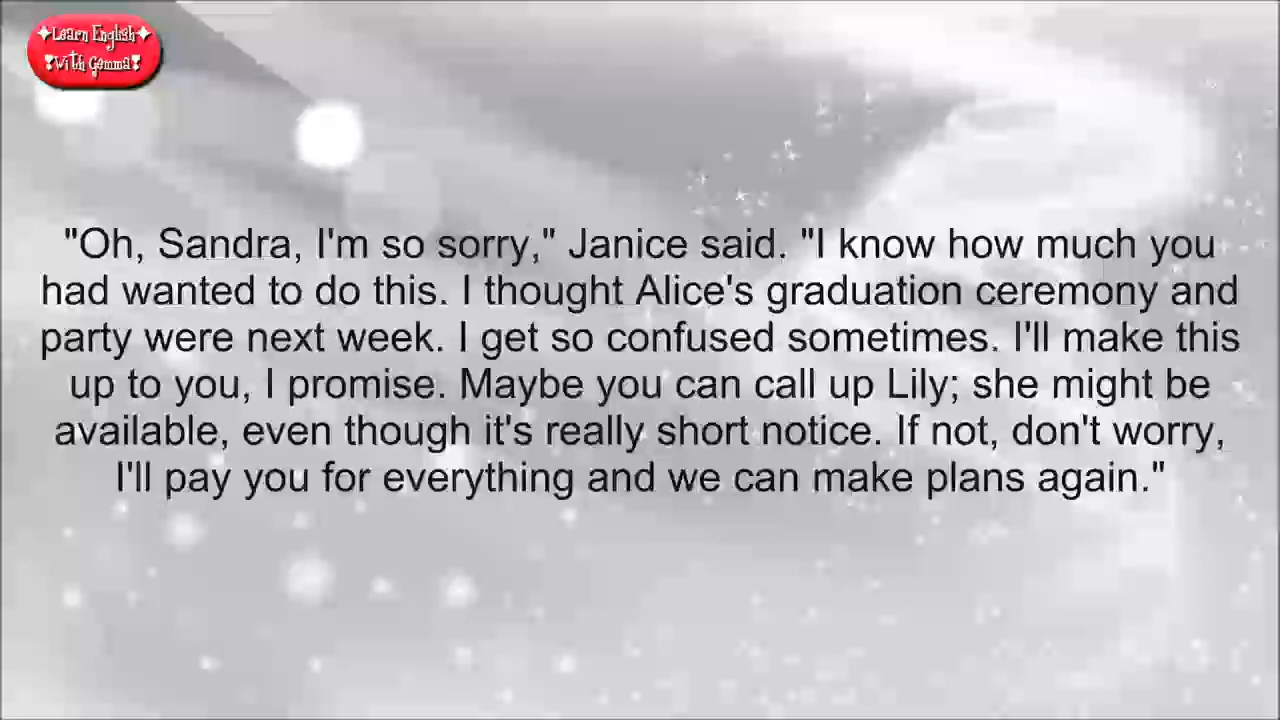 ✦Learn English✦
❣With Gemma❣
"Oh, Sandra, I'm so sorry," Janice said. "I know how much you
had wanted to do this. I thought Alice's graduation ceremony and
party were next week. I get so confused sometimes. I'll make this
up to you, I promise. Maybe you can call up Lily; she might be
available, even though it's really short notice. If not, don't worry,
I'll pay you for everything and we can make plans again."